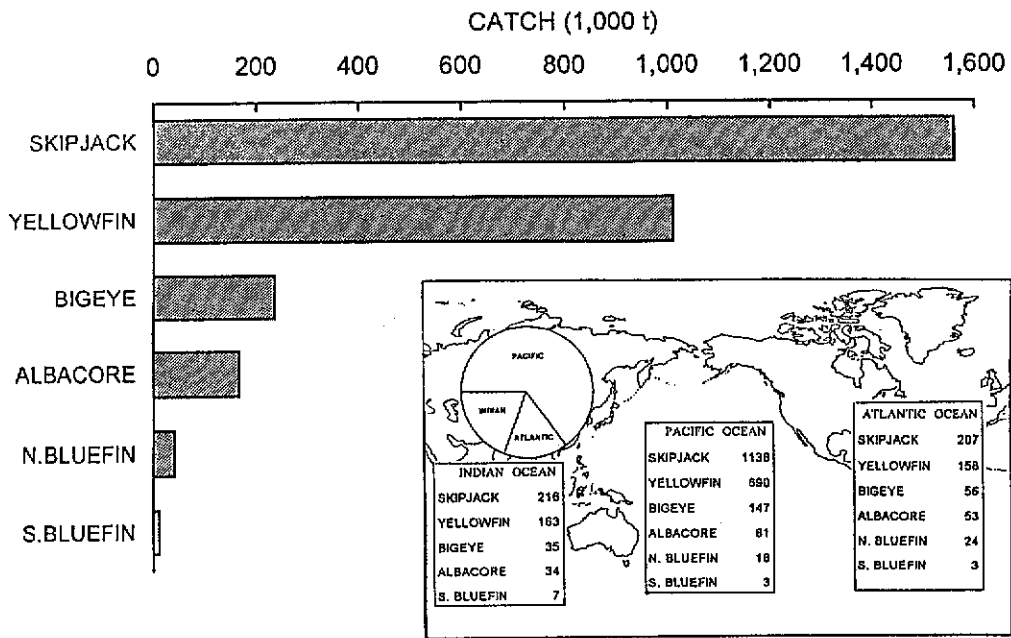 CATCH (1,000 t)
0 200 400 600 800 1,000 1,200 1,400 1,600
SKIPJACK
YELLOWFIN
BIGEYE
ALBACORE
N.BLUEFIN
S.BLUEFIN
PACIFIC
INDIAN
ATLANTIC
INDIAN OCEAN
SKIPJACK 216
YELLOWFIN 163
BIGEYE 35
ALBACORE 34
S. BLUEFIN 7
PACIFIC OCEAN
SKIPJACK 1138
YELLOWFIN 690
BIGEYE 147
ALBACORE 81
N. BLUEFIN 18
S. BLUEFIN 3
ATLANTIC OCEAN
SKIPJACK 207
YELLOWFIN 158
BIGEYE 56
ALBACORE 53
N. BLUEFIN 24
S. BLUEFIN 3